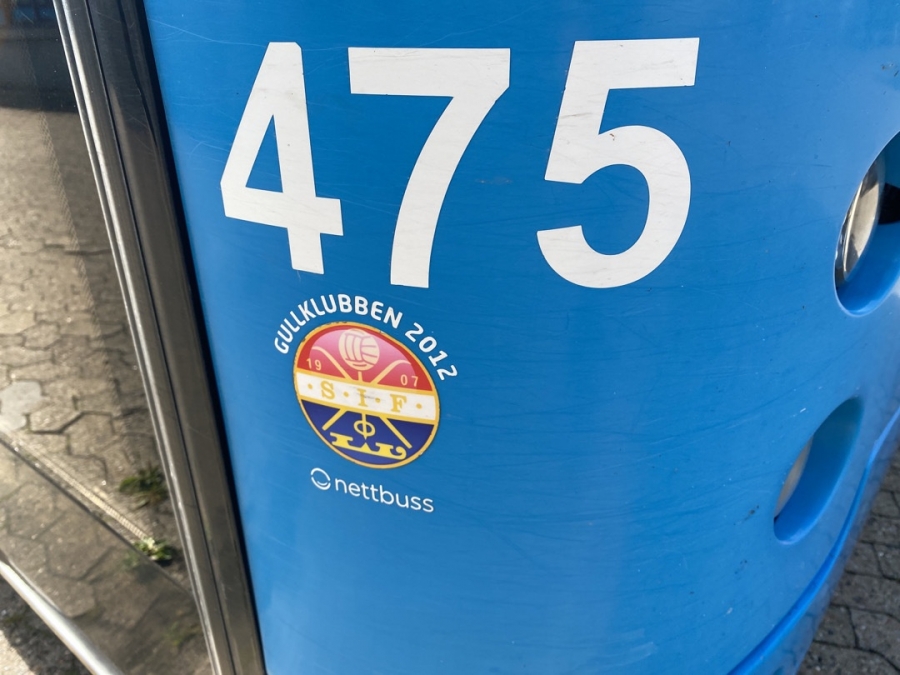 475
GULLKLUBBEN 2012
19 07
· S · I · F ·
nettbuss